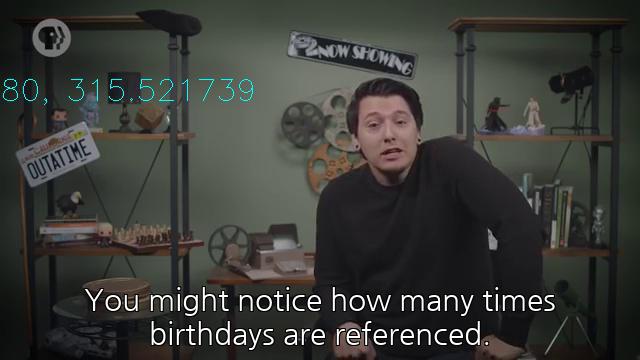 NOW SHOWING
80, 315.521739
OUTATIME
You might notice how many times
birthdays are referenced.